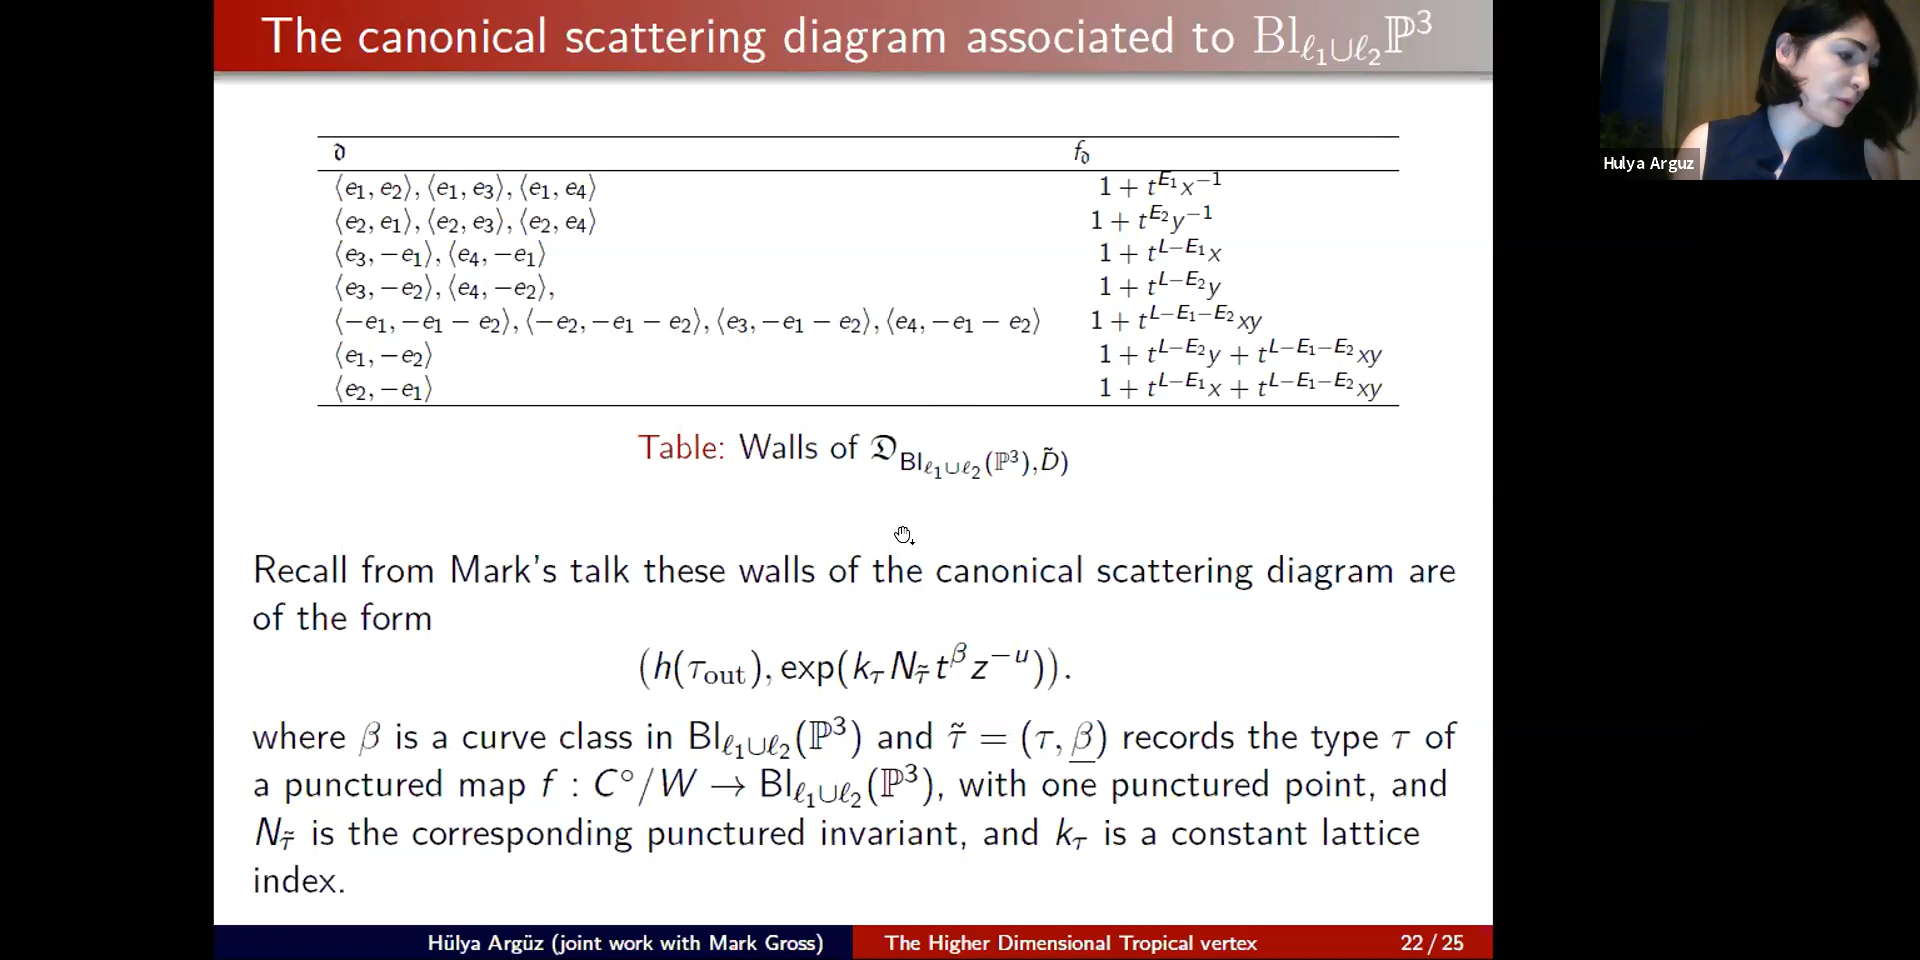 The canonical scattering diagram associated to Bl_{ℓ₁∪ℓ₂}ℙ³
Hulya Arguz
𝔡 f_𝔡
⟨e₁, e₂⟩, ⟨e₁, e₃⟩, ⟨e₁, e₄⟩ 1 + t^{E₁}x^{−1}
⟨e₂, e₁⟩, ⟨e₂, e₃⟩, ⟨e₂, e₄⟩ 1 + t^{E₂}y^{−1}
⟨e₃, −e₁⟩, ⟨e₄, −e₁⟩ 1 + t^{L−E₁}x
⟨e₃, −e₂⟩, ⟨e₄, −e₂⟩, 1 + t^{L−E₂}y
⟨−e₁, −e₁ − e₂⟩, ⟨−e₂, −e₁ − e₂⟩, ⟨e₃, −e₁ − e₂⟩, ⟨e₄, −e₁ − e₂⟩ 1 + t^{L−E₁−E₂}xy
⟨e₁, −e₂⟩ 1 + t^{L−E₂}y + t^{L−E₁−E₂}xy
⟨e₂, −e₁⟩ 1 + t^{L−E₁}x + t^{L−E₁−E₂}xy
Table: Walls of 𝔇_{Bl_{ℓ₁∪ℓ₂}(ℙ³),D̃)}
Recall from Mark's talk these walls of the canonical scattering diagram are
of the form
(h(τ_out), exp(k_τ N_τ̃ t^β z^{−u})).
where β is a curve class in Bl_{ℓ₁∪ℓ₂}(ℙ³) and τ̃ = (τ, β̲) records the type τ of
a punctured map f : C°/W → Bl_{ℓ₁∪ℓ₂}(ℙ³), with one punctured point, and
N_τ̃ is the corresponding punctured invariant, and k_τ is a constant lattice
index.
Hülya Argüz (joint work with Mark Gross) The Higher Dimensional Tropical vertex 22 / 25